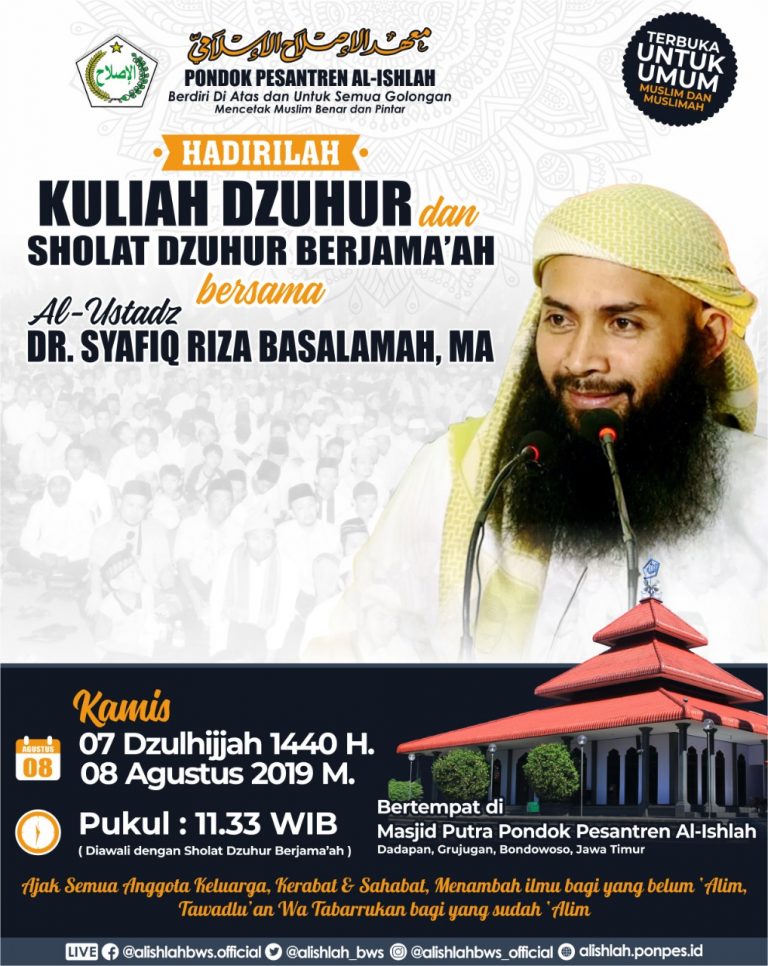 معهد الإصلاح الإسلامي
الإصلاح
PONDOK PESANTREN AL-ISHLAH
Berdiri Di Atas dan Untuk Semua Golongan
Mencetak Muslim Benar dan Pintar
TERBUKA
UNTUK
UMUM
MUSLIM DAN
MUSLIMAH
HADIRILAH
KULIAH DZUHUR dan
SHOLAT DZUHUR BERJAMA'AH
bersama
Al-Ustadz
DR. SYAFIQ RIZA BASALAMAH, MA
Kamis
AGUSTUS
08
07 Dzulhijjah 1440 H.
08 Agustus 2019 M.
Pukul : 11.33 WIB
( Diawali dengan Sholat Dzuhur Berjama'ah )
Bertempat di
Masjid Putra Pondok Pesantren Al-Ishlah
Dadapan, Grujugan, Bondowoso, Jawa Timur
Ajak Semua Anggota Keluarga, Kerabat & Sahabat, Menambah ilmu bagi yang belum 'Alim,
Tawadlu'an Wa Tabarrukan bagi yang sudah 'Alim
LIVE @alishlahbws.official @alishlah_bws @alishlahbws_official alishlah.ponpes.id